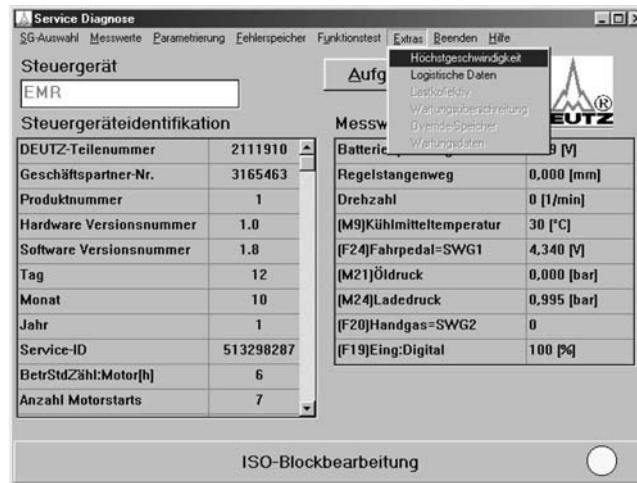 Service Diagnose
SG-Auswahl Messwerte Parametrierung Fehlerspeicher Funktionstest Extras Beenden Hilfe
Höchstgeschwindigkeit
Logistische Daten
Lastkollektiv
Wartungsüberschreitung
Override-Speicher
Wartungsdaten
Steuergerät
EMR
Aufg
EUTZ
®
Steuergeräteidentifikation
DEUTZ-Teilenummer 2111910
Geschäftspartner-Nr. 3165463
Produktnummer 1
Hardware Versionsnummer 1.0
Software Versionsnummer 1.8
Tag 12
Monat 10
Jahr 1
Service-ID 513298287
BetrStdZähl:Motor[h] 6
Anzahl Motorstarts 7
Messw
Batterie [V]
Regelstangenweg 0,000 [mm]
Drehzahl 0 [1/min]
(M9)Kühlmitteltemperatur 30 [°C]
(F24)Fahrpedal=SWG1 4,340 [V]
(M21)Öldruck 0,000 [bar]
(M24)Ladedruck 0,995 [bar]
(F20)Handgas=SWG2 0
(F19)Eing:Digital 100 [%]
ISO-Blockbearbeitung